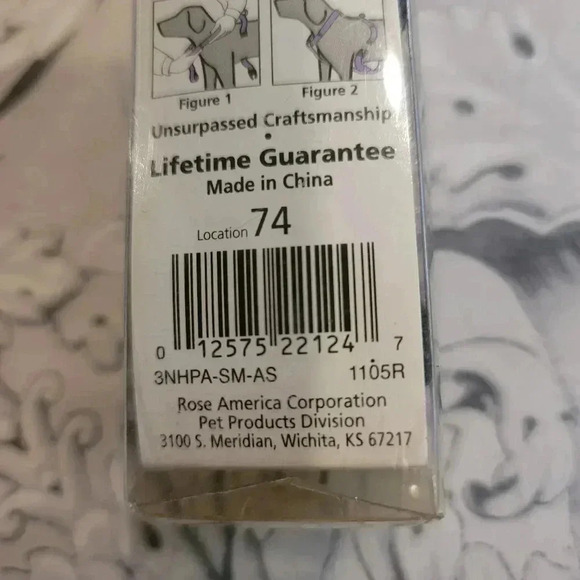 Figure 1 Figure 2
Unsurpassed Craftsmanship
•
Lifetime Guarantee
Made in China
Location 74
0 12575 22124 7
3NHPA-SM-AS 1105R
Rose America Corporation
Pet Products Division
3100 S. Meridian, Wichita, KS 67217